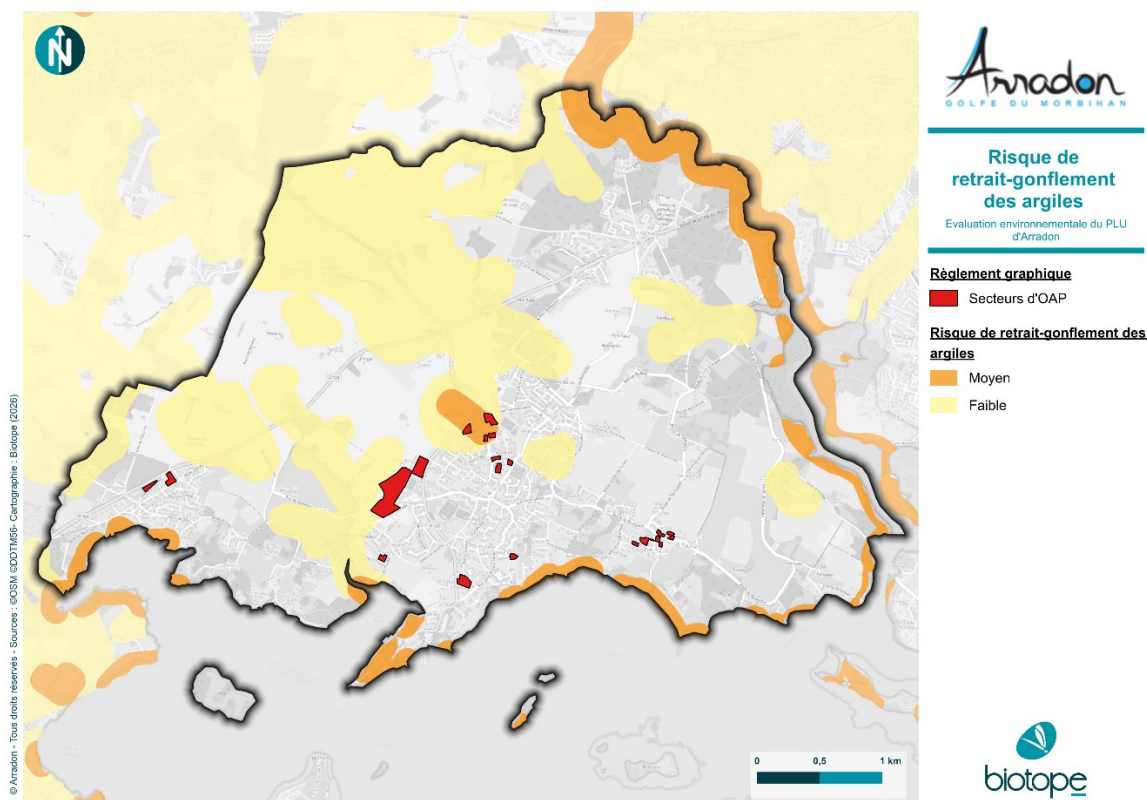 N
Arradon
GOLFE DU MORBIHAN
Risque de
retrait-gonflement
des argiles
Evaluation environnementale du PLU
d'Arradon
Règlement graphique
Secteurs d'OAP
Risque de retrait-gonflement des
argiles
Moyen
Faible
© Arradon - Tous droits réservés - Sources : ©OSM ©DDTM56- Cartographie : Biotope (2026)
0 0,5 1 km
biotope